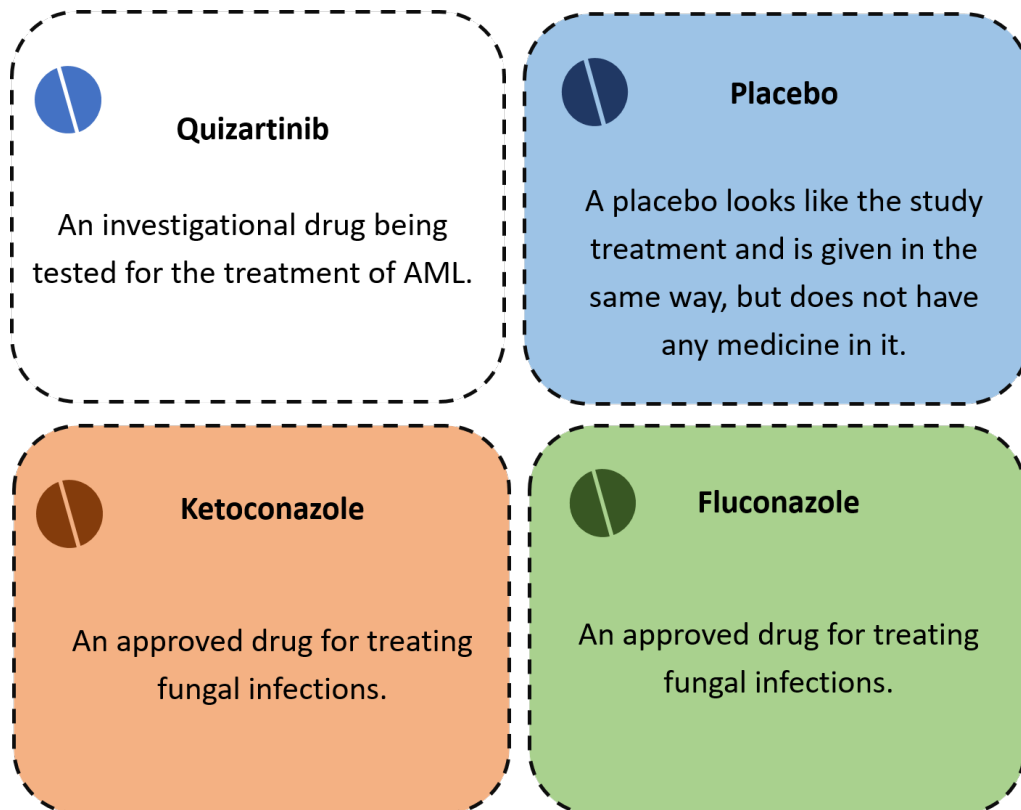 Quizartinib
An investigational drug being
tested for the treatment of AML.
Placebo
A placebo looks like the study
treatment and is given in the
same way, but does not have
any medicine in it.
Ketoconazole
An approved drug for treating
fungal infections.
Fluconazole
An approved drug for treating
fungal infections.